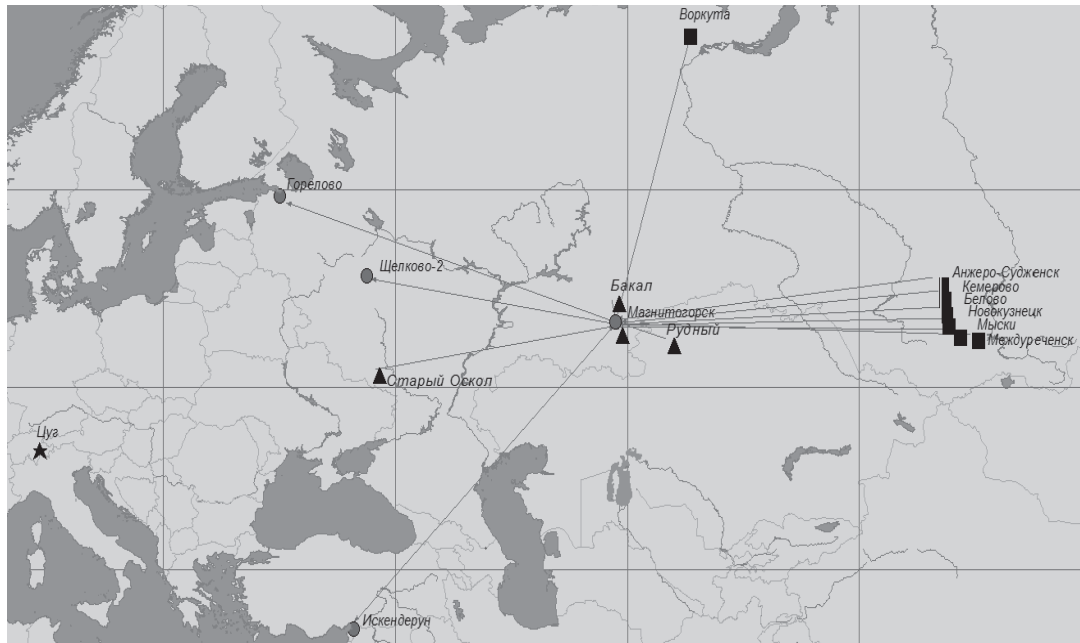 Воркута
Горелово
Щелково-2
Анжеро-Судженск
Кемерово
Бакал
Белово
Магнитогорск
Новокузнецк
Рудный
Мыски
Междуреченск
Старый Оскол
Цуг
Искендерун